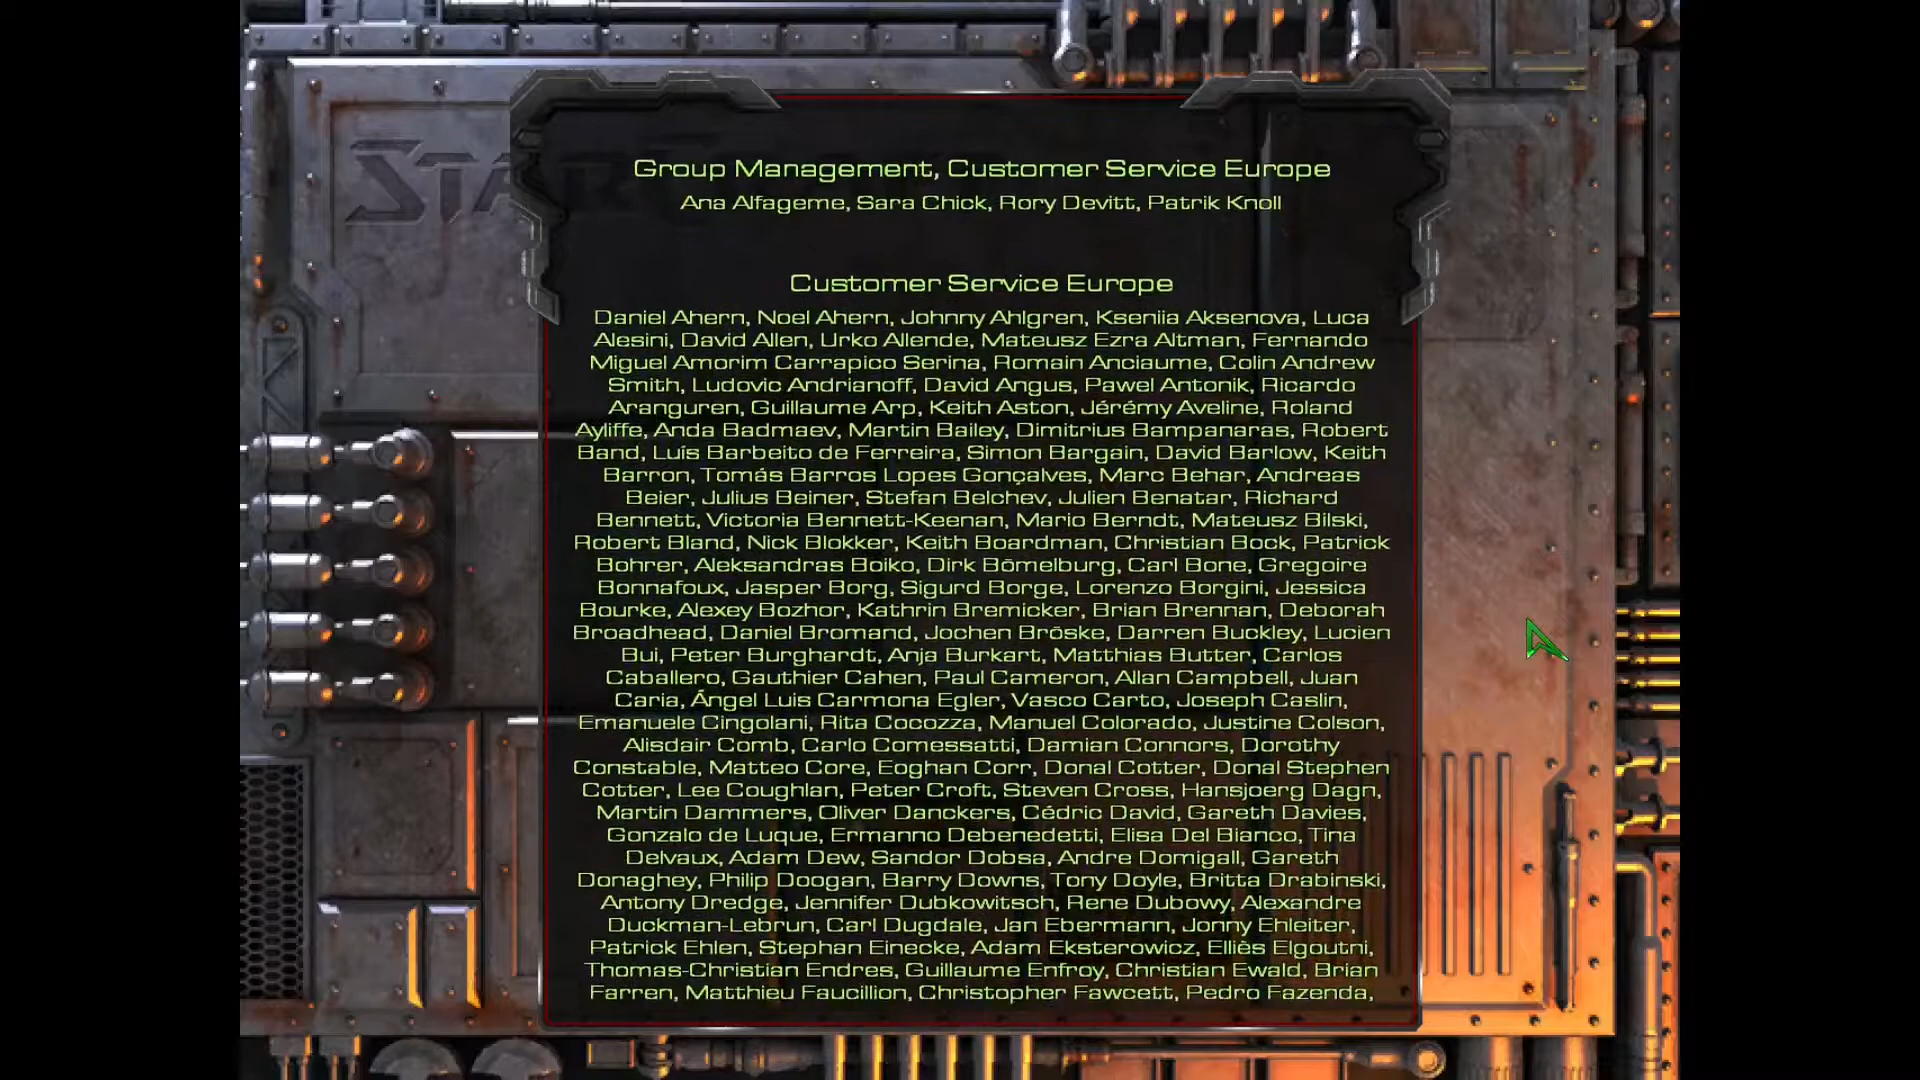 STAR
Group Management, Customer Service Europe
Ana Alfageme, Sara Chick, Rory Devitt, Patrik Knoll
Customer Service Europe
Daniel Ahern, Noel Ahern, Johnny Ahlgren, Kseniia Aksenova, Luca
Alesini, David Allen, Urko Allende, Mateusz Ezra Altman, Fernando
Miguel Amorim Carrapico Serina, Romain Anciaume, Colin Andrew
Smith, Ludovic Andrianoff, David Angus, Pawel Antonik, Ricardo
Aranguren, Guillaume Arp, Keith Aston, Jérémy Aveline, Roland
Ayliffe, Anda Badmaev, Martin Bailey, Dimitrius Bampanaras, Robert
Band, Luís Barbeito de Ferreira, Simon Bargain, David Barlow, Keith
Barron, Tomás Barros Lopes Gonçalves, Marc Behar, Andreas
Beier, Julius Beiner, Stefan Belchev, Julien Benatar, Richard
Bennett, Victoria Bennett-Keenan, Mario Berndt, Mateusz Bilski,
Robert Bland, Nick Blokker, Keith Boardman, Christian Bock, Patrick
Bohrer, Aleksandras Boiko, Dirk Bömelburg, Carl Bone, Gregoire
Bonnafoux, Jasper Borg, Sigurd Borge, Lorenzo Borgini, Jessica
Bourke, Alexey Bozhor, Kathrin Bremicker, Brian Brennan, Deborah
Broadhead, Daniel Bromand, Jochen Bröske, Darren Buckley, Lucien
Bui, Peter Burghardt, Anja Burkart, Matthias Butter, Carlos
Caballero, Gauthier Cahen, Paul Cameron, Allan Campbell, Juan
Caria, Ángel Luis Carmona Egler, Vasco Carto, Joseph Caslin,
Emanuele Cingolani, Rita Cocozza, Manuel Colorado, Justine Colson,
Alisdair Comb, Carlo Comessatti, Damian Connors, Dorothy
Constable, Matteo Core, Eoghan Corr, Donal Cotter, Donal Stephen
Cotter, Lee Coughlan, Peter Croft, Steven Cross, Hansjoerg Dagn,
Martin Dammers, Oliver Danckers, Cédric David, Gareth Davies,
Gonzalo de Luque, Ermanno Debenedetti, Elisa Del Bianco, Tina
Delvaux, Adam Dew, Sandor Dobsa, Andre Domigall, Gareth
Donaghey, Philip Doogan, Barry Downs, Tony Doyle, Britta Drabinski,
Antony Dredge, Jennifer Dubkowitsch, Rene Dubowy, Alexandre
Duckman-Lebrun, Carl Dugdale, Jan Ebermann, Jonny Ehleiter,
Patrick Ehlen, Stephan Einecke, Adam Eksterowicz, Elliès Elgoutni,
Thomas-Christian Endres, Guillaume Enfroy, Christian Ewald, Brian
Farren, Matthieu Faucillion, Christopher Fawcett, Pedro Fazenda,